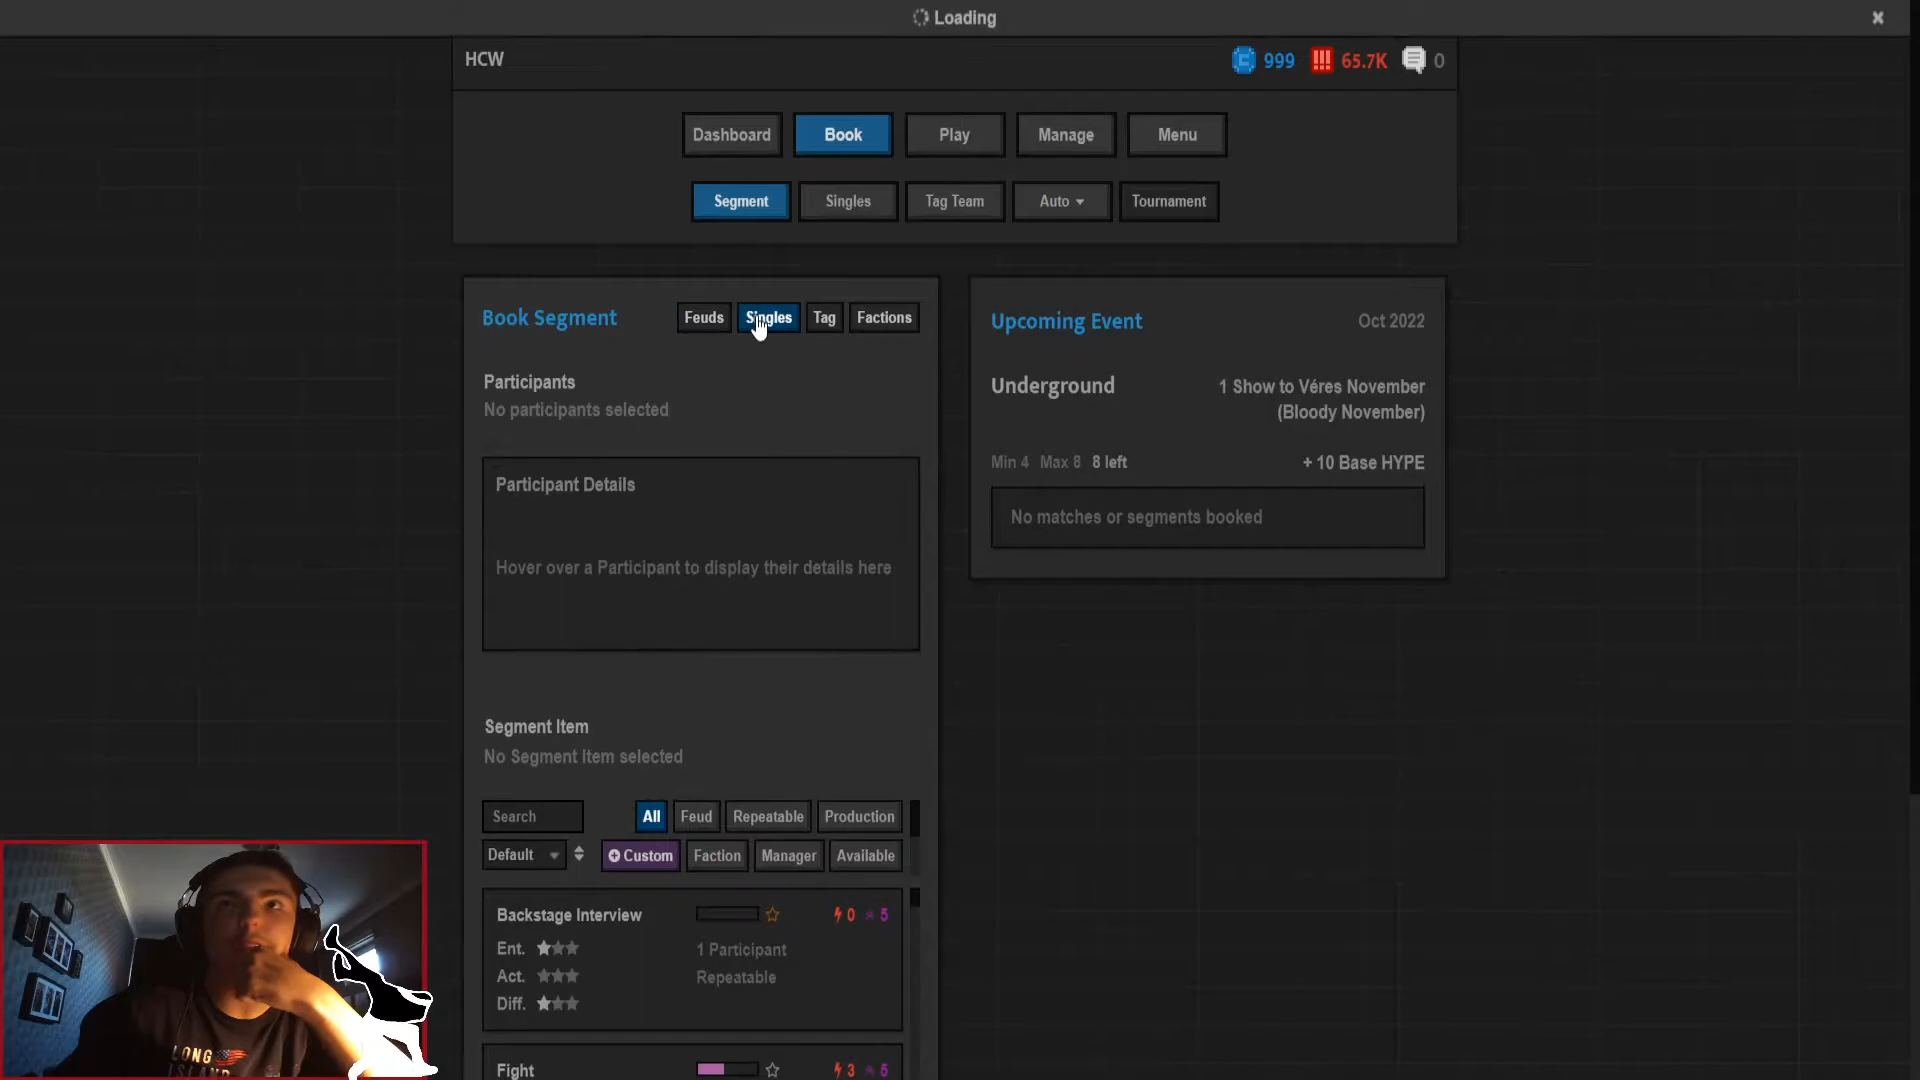 Loading
HCW 999 65.7K 0
Dashboard Book Play Manage Menu
Segment Singles Tag Team Auto Tournament
Book Segment Feuds Singles Tag Factions
Participants
No participants selected
Participant Details
Hover over a Participant to display their details here
Segment Item
No Segment Item selected
Search All Feud Repeatable Production
Default Custom Faction Manager Available
Backstage Interview 0 5
Ent. 1 Participant
Act. Repeatable
Diff.
Fight 3 5
Upcoming Event Oct 2022
Underground 1 Show to Véres November
(Bloody November)
Min 4 Max 8 8 left + 10 Base HYPE
No matches or segments booked
LONG
ISLAND